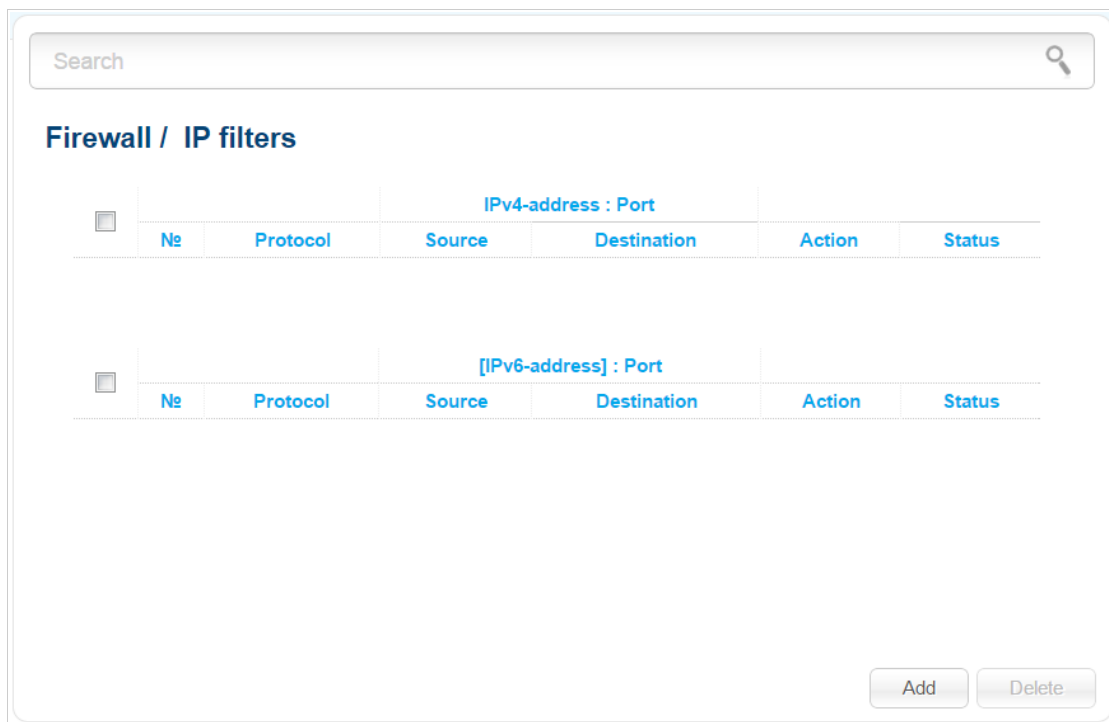 Search
Firewall /  IP filters
IPv4-address : Port
№ Protocol Source Destination Action Status
[IPv6-address] : Port
№ Protocol Source Destination Action Status
Add Delete